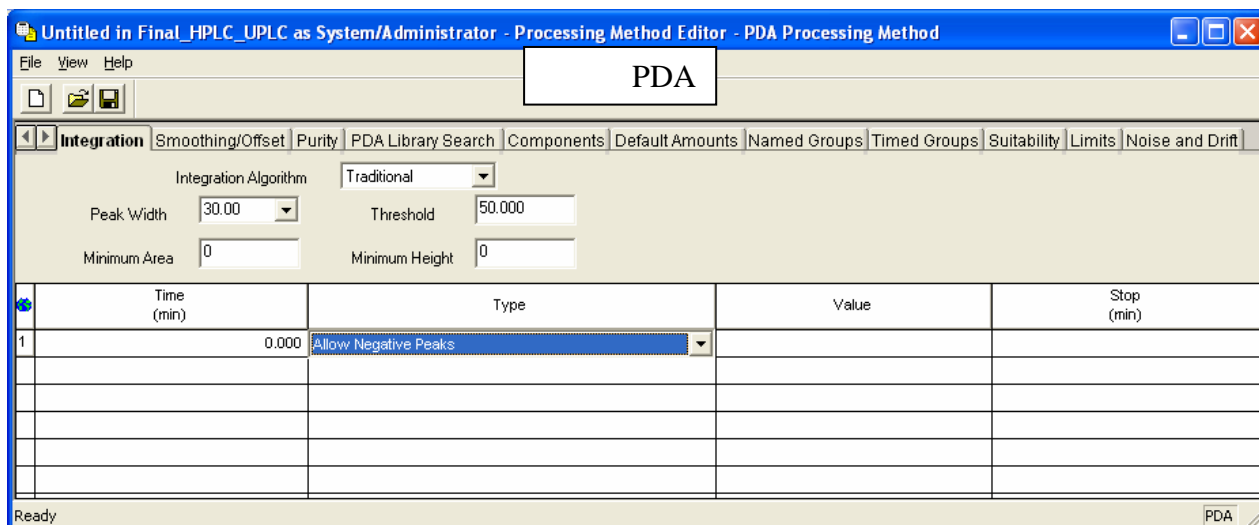 Untitled in Final_HPLC_UPLC as System/Administrator - Processing Method Editor - PDA Processing Method
File View Help
PDA
Integration Smoothing/Offset Purity PDA Library Search Components Default Amounts Named Groups Timed Groups Suitability Limits Noise and Drift
Integration Algorithm Traditional
Peak Width 30.00 Threshold 50.000
Minimum Area 0 Minimum Height 0
Time (min) Type Value Stop (min)
1 0.000 Allow Negative Peaks
Ready PDA